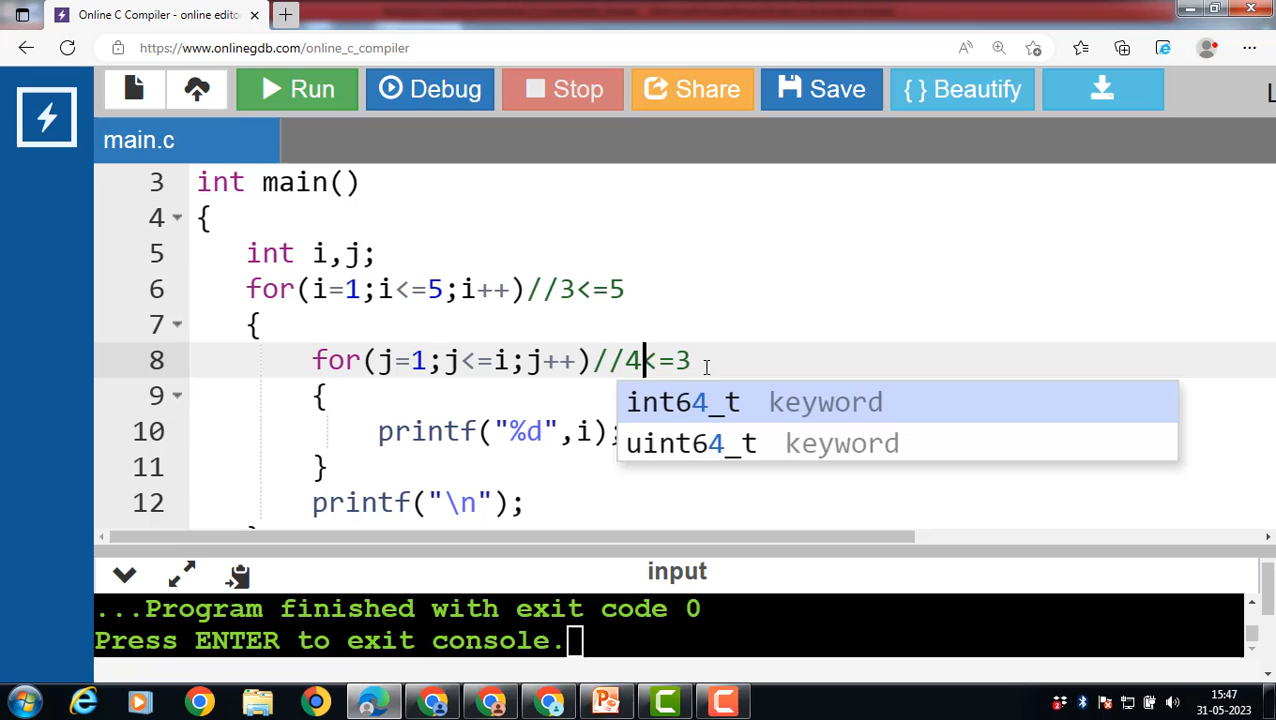 Online C Compiler - online editor
https://www.onlinegdb.com/online_c_compiler
Run Debug Stop Share Save { } Beautify
main.c
3 int main()
4 {
5 int i,j;
6 for(i=1;i<=5;i++)//3<=5
7 {
8 for(j=1;j<=i;j++)//4<=3
9 {
int64_t keyword
10 printf("%d",i);
uint64_t keyword
11 }
12 printf("\n");
input
...Program finished with exit code 0
Press ENTER to exit console.
15:47
31-05-2023